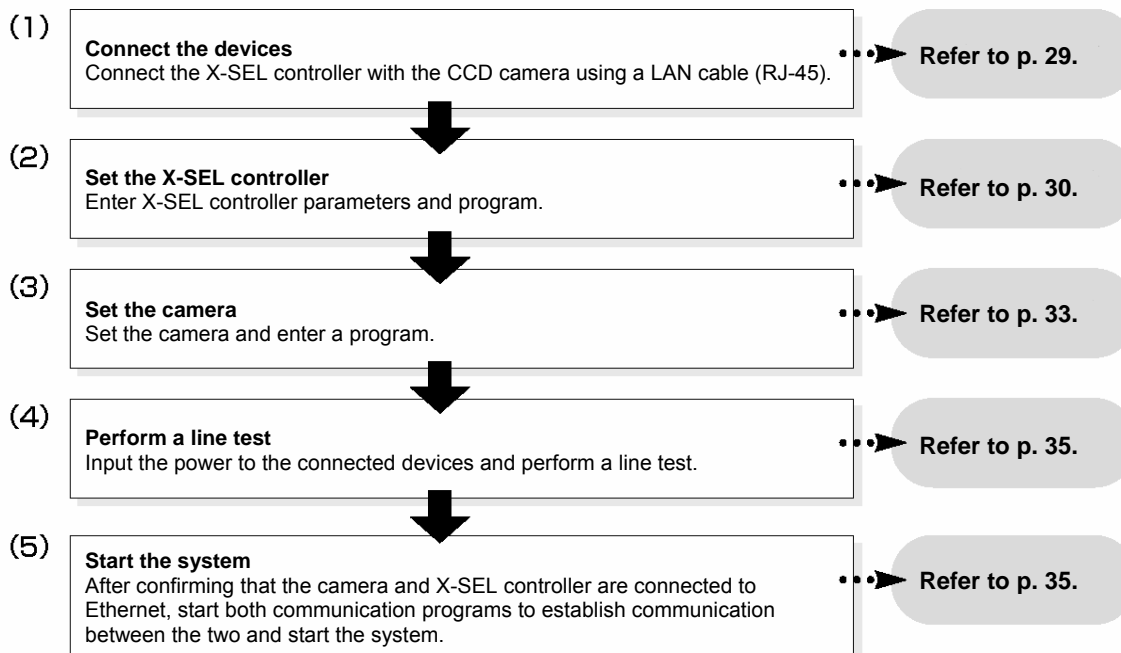 (1)
Connect the devices
Connect the X-SEL controller with the CCD camera using a LAN cable (RJ-45).
Refer to p. 29.
(2)
Set the X-SEL controller
Enter X-SEL controller parameters and program.
Refer to p. 30.
(3)
Set the camera
Set the camera and enter a program.
Refer to p. 33.
(4)
Perform a line test
Input the power to the connected devices and perform a line test.
Refer to p. 35.
(5)
Start the system
After confirming that the camera and X-SEL controller are connected to
Ethernet, start both communication programs to establish communication
between the two and start the system.
Refer to p. 35.